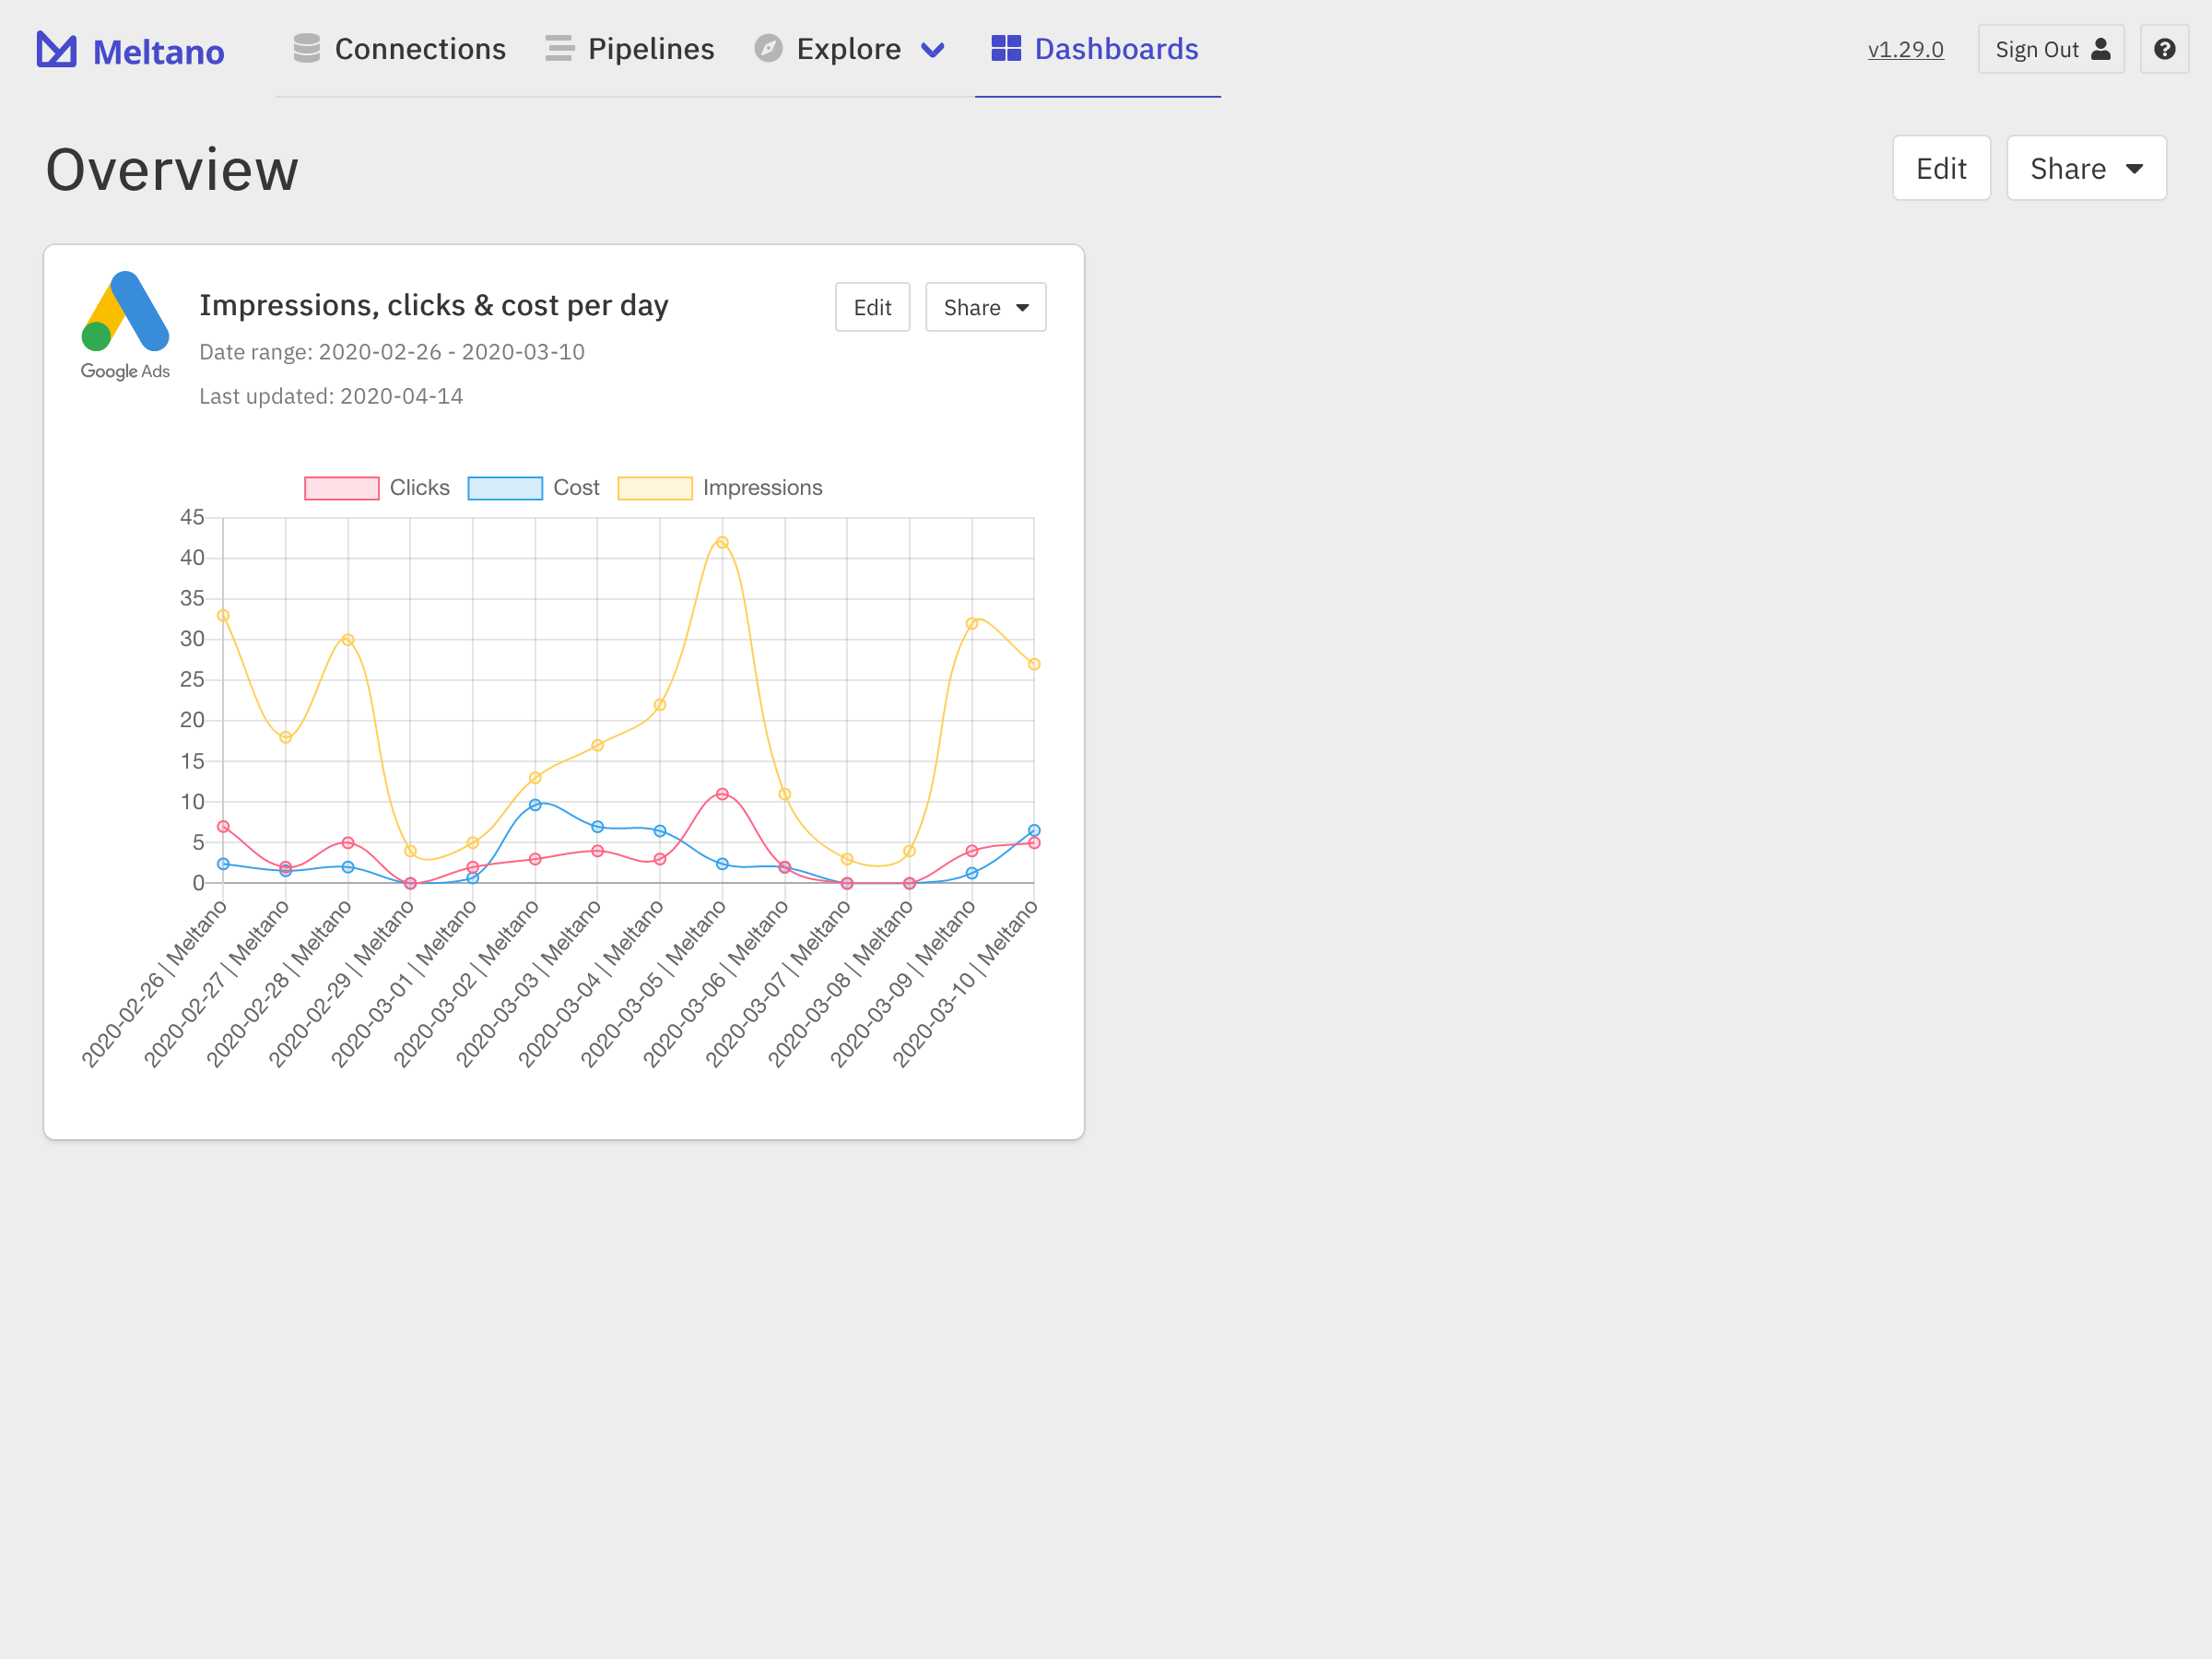 Meltano Connections Pipelines Explore Dashboards v1.29.0 Sign Out ?
Overview Edit Share
Impressions, clicks & cost per day Edit Share
Date range: 2020-02-26 - 2020-03-10
Google Ads
Last updated: 2020-04-14
Clicks Cost Impressions
45
40
35
30
25
20
15
10
5
0
2020-02-26 | Meltano
2020-02-27 | Meltano
2020-02-28 | Meltano
2020-02-29 | Meltano
2020-03-01 | Meltano
2020-03-02 | Meltano
2020-03-03 | Meltano
2020-03-04 | Meltano
2020-03-05 | Meltano
2020-03-06 | Meltano
2020-03-07 | Meltano
2020-03-08 | Meltano
2020-03-09 | Meltano
2020-03-10 | Meltano